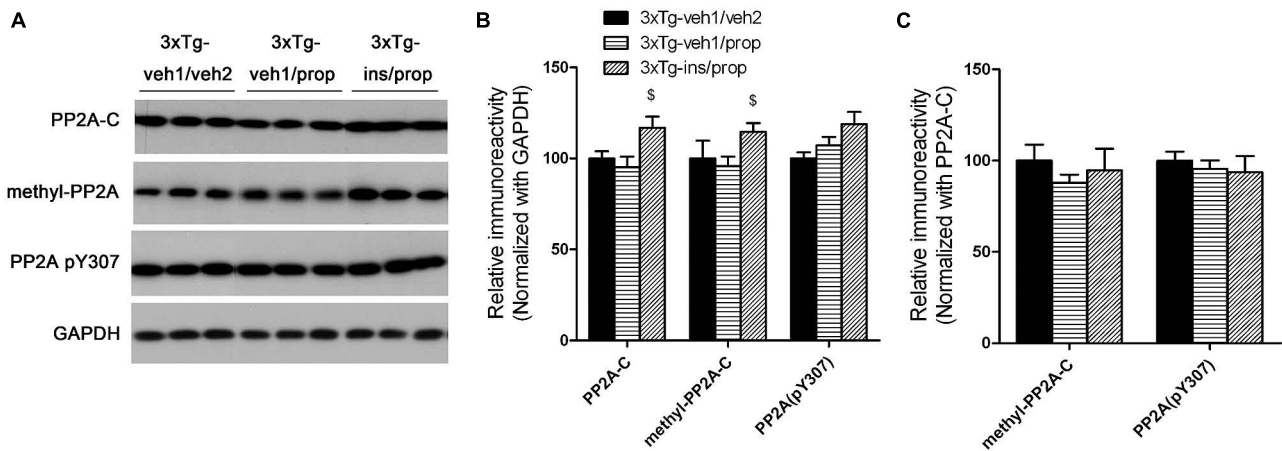 A
3xTg-
veh1/veh2
3xTg-
veh1/prop
3xTg-
ins/prop
PP2A-C
methyl-PP2A
PP2A pY307
GAPDH
B
3xTg-veh1/veh2
3xTg-veh1/prop
3xTg-ins/prop
Relative immunoreactivity
(Normalized with GAPDH)
150
100
50
0
$
$
PP2A-C
methyl-PP2A-C
PP2A(pY307)
C
Relative immunoreactivity
(Normalized with PP2A-C)
150
100
50
0
methyl-PP2A-C
PP2A(pY307)